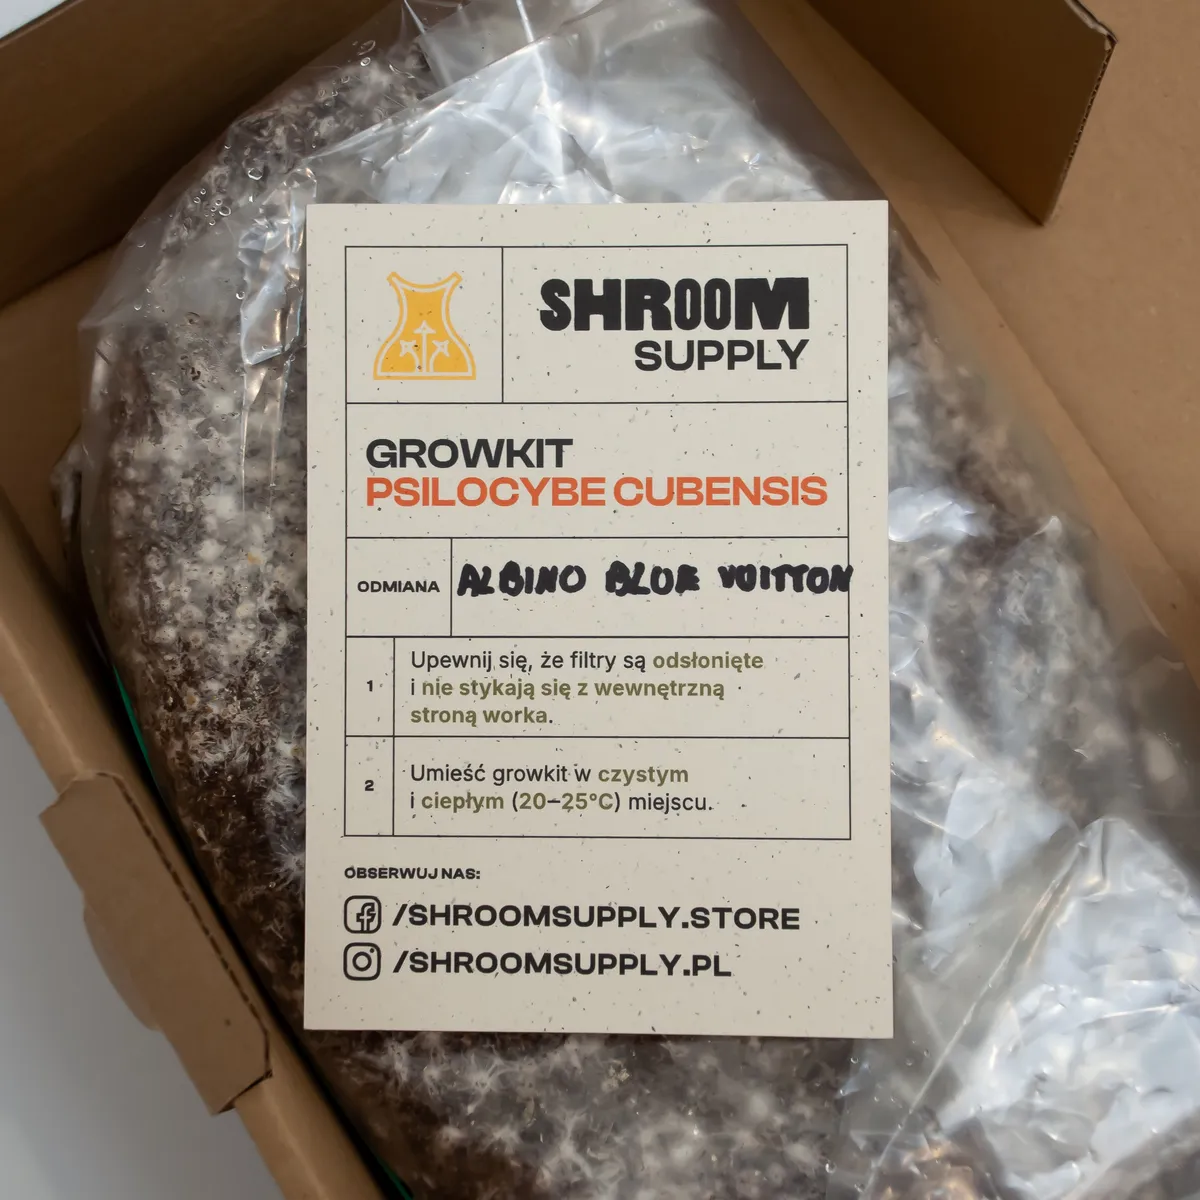 SHROOM
SUPPLY
GROWKIT
PSILOCYBE CUBENSIS
ODMIANA
ALBINO BLUE VOITTON
1
Upewnij się, że filtry są odsłonięte
i nie stykają się z wewnętrzną
stroną worka.
2
Umieść growkit w czystym
i ciepłym (20–25°C) miejscu.
OBSERWUJ NAS:
/SHROOMSUPPLY.STORE
/SHROOMSUPPLY.PL